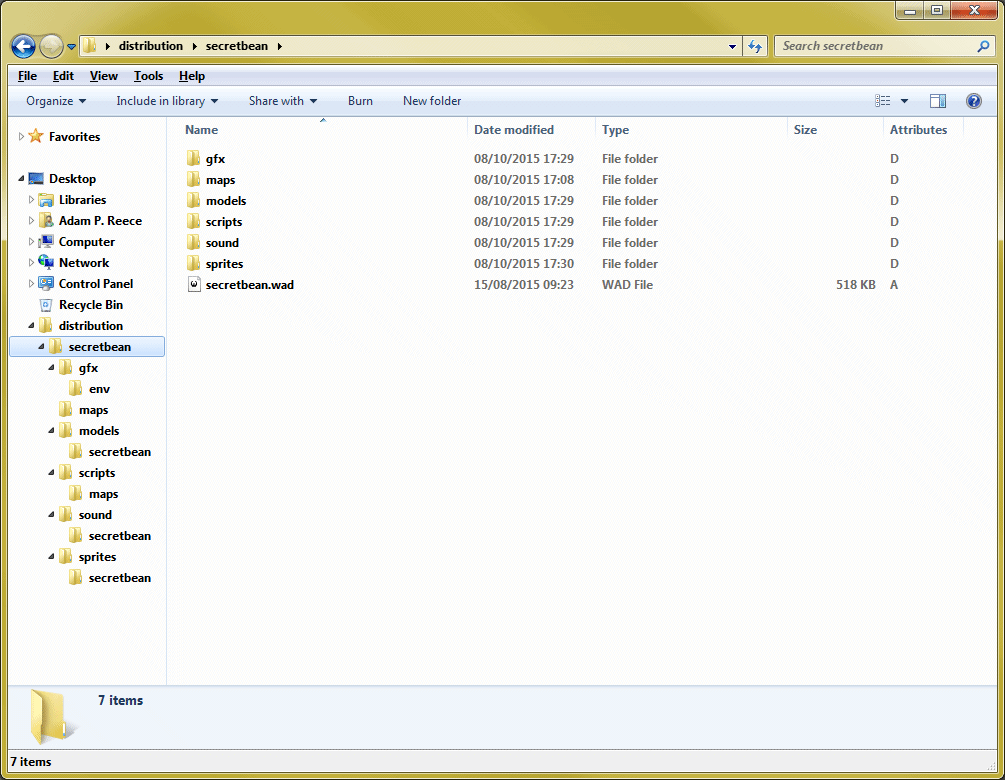 distribution secretbean
Search secretbean
File Edit View Tools Help
Organize Include in library Share with Burn New folder
Name Date modified Type Size Attributes
gfx 08/10/2015 17:29 File folder D
maps 08/10/2015 17:08 File folder D
models 08/10/2015 17:29 File folder D
scripts 08/10/2015 17:29 File folder D
sound 08/10/2015 17:29 File folder D
sprites 08/10/2015 17:30 File folder D
secretbean.wad 15/08/2015 09:23 WAD File 518 KB A
Favorites
Desktop
Libraries
Adam P. Reece
Computer
Network
Control Panel
Recycle Bin
distribution
secretbean
gfx
env
maps
models
secretbean
scripts
maps
sound
secretbean
sprites
secretbean
7 items
7 items